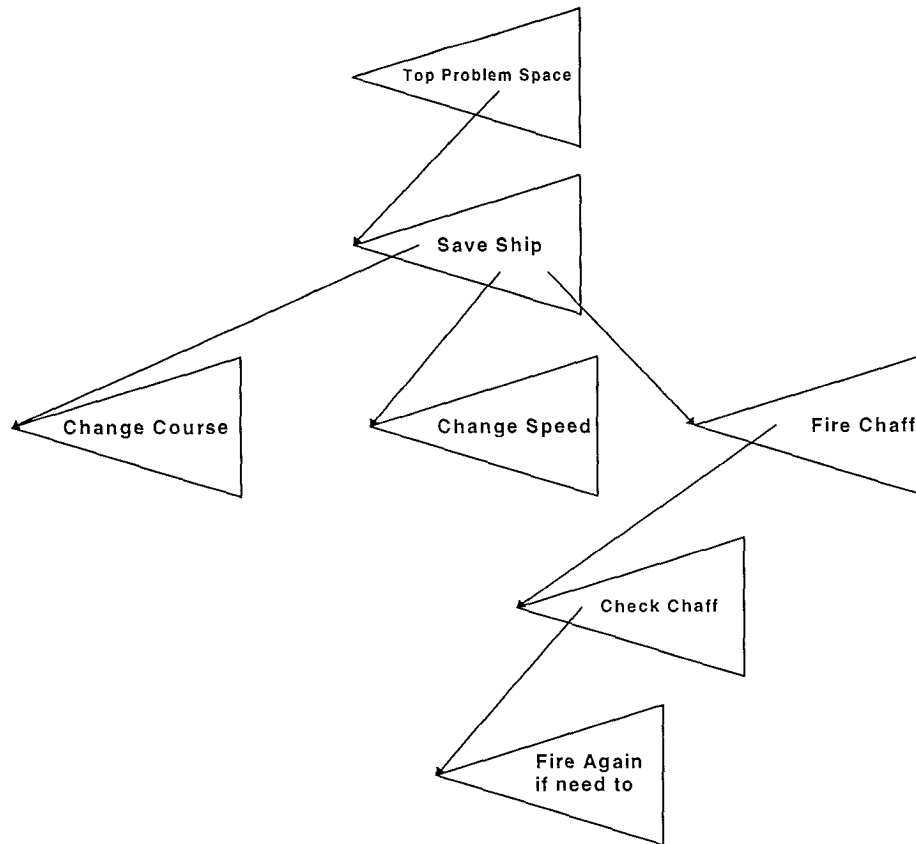 Top Problem Space
Save Ship
Change Course
Change Speed
Fire Chaff
Check Chaff
Fire Again
if need to